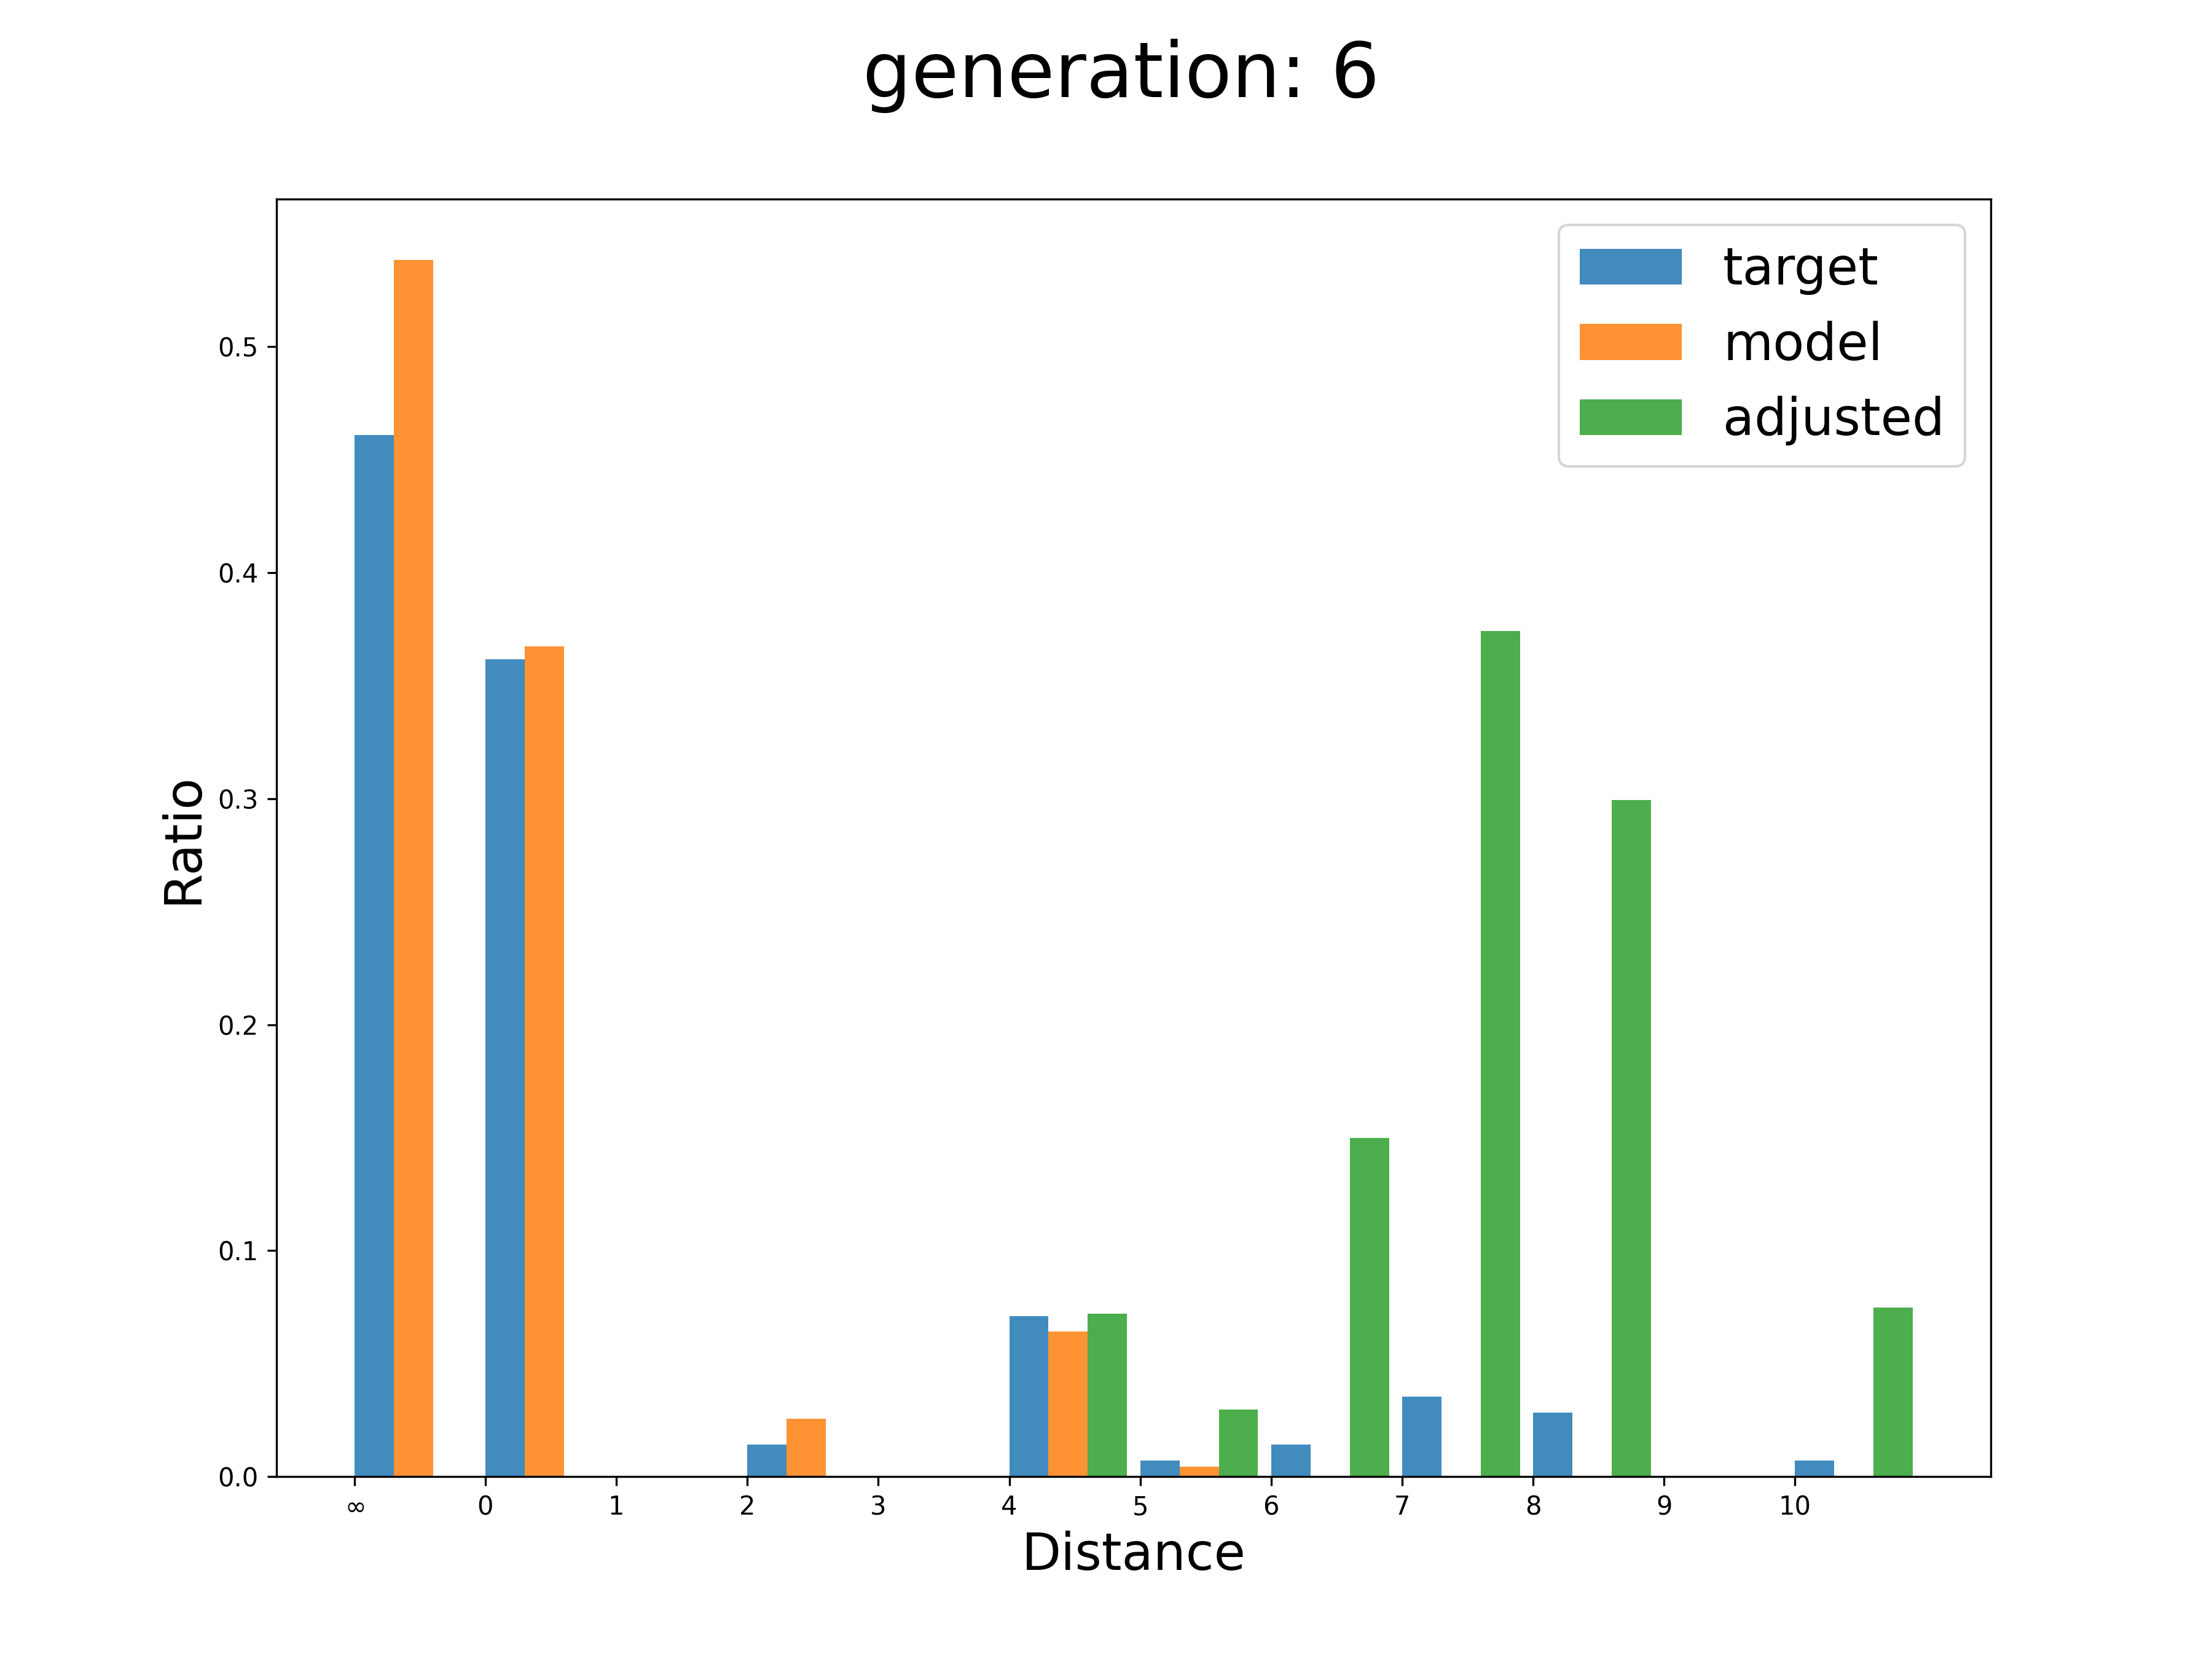 generation: 6
target
model
adjusted
0.5
0.4
0.3
0.2
0.1
0.0
Ratio
∞ 0 1 2 3 4 5 6 7 8 9 10
Distance